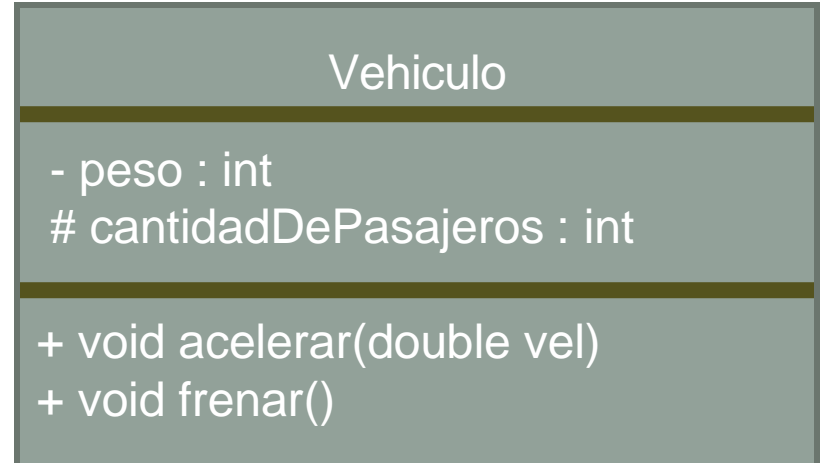 Vehiculo
- peso : int
# cantidadDePasajeros : int
+ void acelerar(double vel)
+ void frenar()